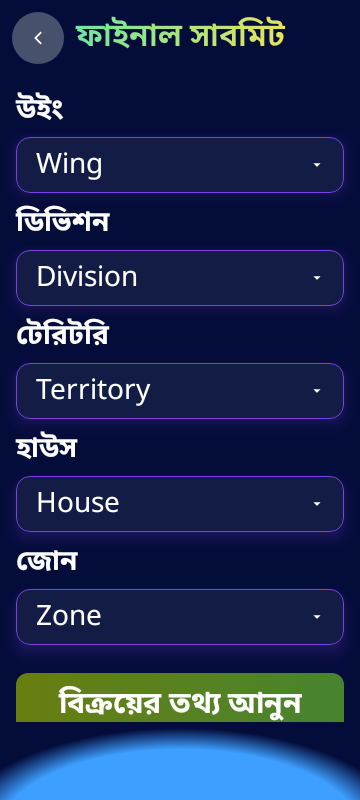 ফাইনাল সাবমিট
উইং
Wing
ডিভিশন
Division
টেরিটরি
Territory
হাউস
House
জোন
Zone
বিক্রয়ের তথ্য আনুন